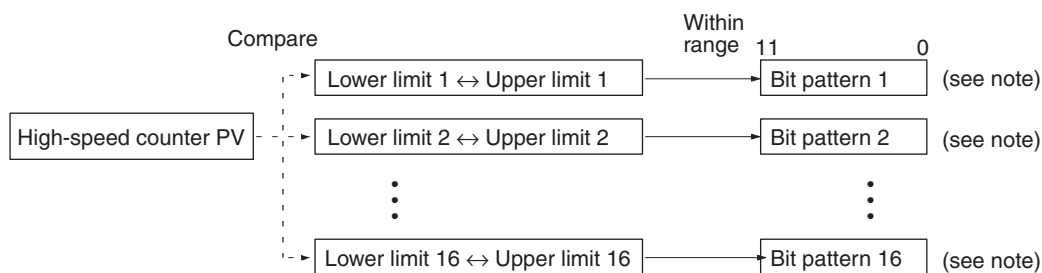 Compare
Within
range
11
0
Lower limit 1 ↔ Upper limit 1
Bit pattern 1
(see note)
High-speed counter PV
Lower limit 2 ↔ Upper limit 2
Bit pattern 2
(see note)
Lower limit 16 ↔ Upper limit 16
Bit pattern 16
(see note)